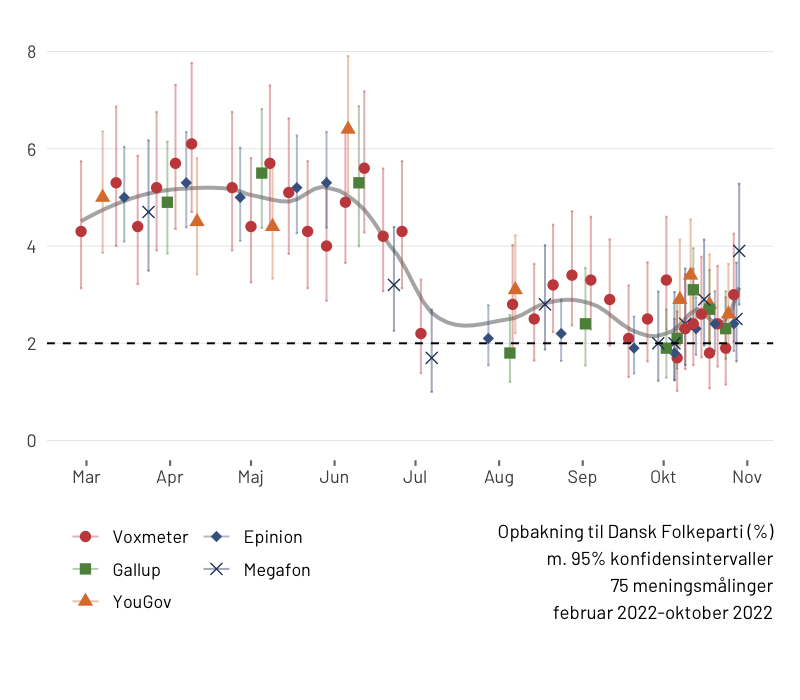 8
6
4
2
0
Mar Apr Maj Jun Jul Aug Sep Okt Nov
Voxmeter Epinion
Gallup Megafon
YouGov
Opbakning til Dansk Folkeparti (%)
m. 95% konfidensintervaller
75 meningsmålinger
februar 2022-oktober 2022